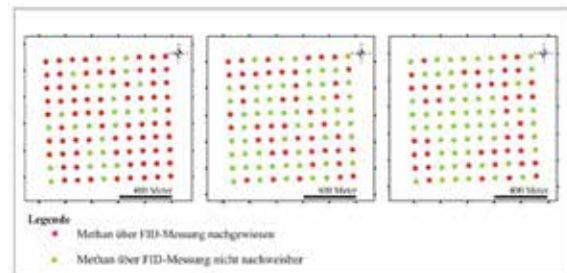 400 Meter
400 Meter
400 Meter
Legende
Methan über FID-Messung nachgewiesen
Methan über FID-Messung nicht nachweisbar